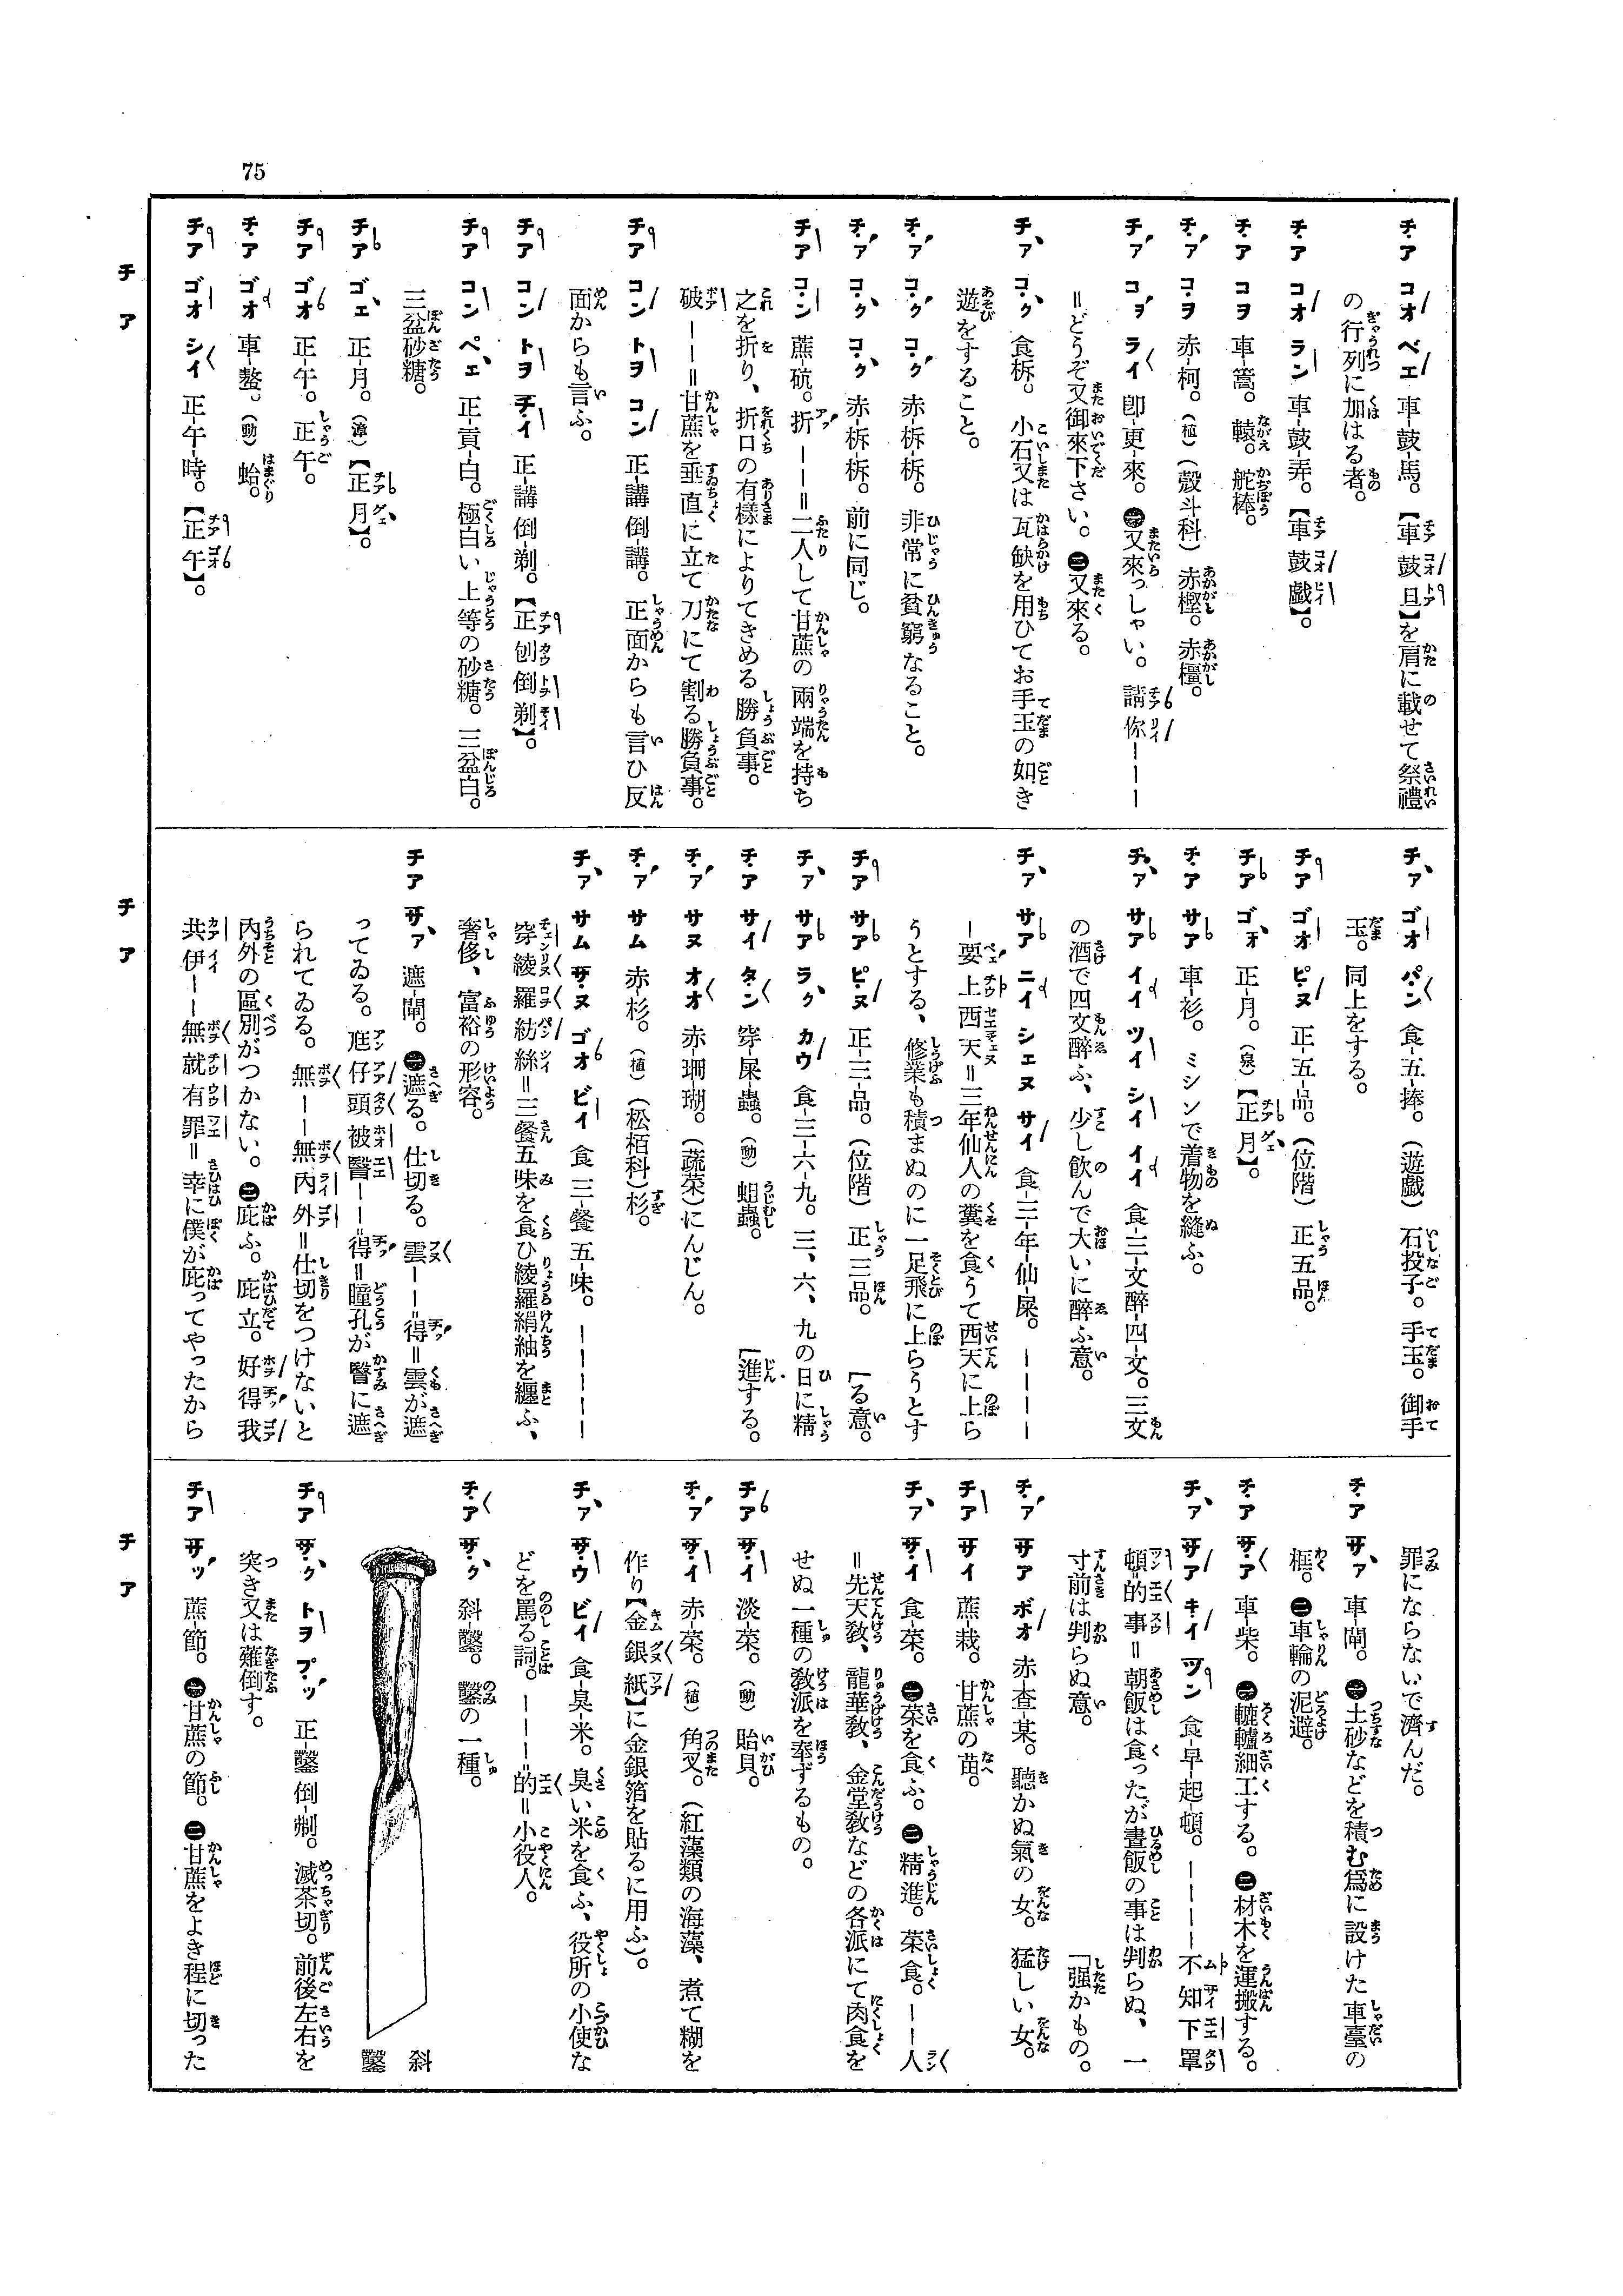 75
チア コオ ベエ 車-鼓-馬。【車鼓旦】を肩に載せて祭禮
の行列に加はる者。
チア コオ ラン 車-鼓-弄。【車鼓戲】。
チア コヲ 車-篙。轅。舵棒。
チア コヲ 赤-柯。（植）（殼斗科）赤樫。赤橿。
チア コヲ ライ 卽-更-來。㊀又來っしゃい。請你ーーー
＝どうぞ又御來下さい。㊁又來る。
チァ コク 食柝。小石又は瓦缺を用ひてお手玉の如き
遊をすること。
チァ コク コク 赤-柝-柝。非常に貧窮なること。
チァ コク コク 赤-柝柝。前に同じ。
チア コン 蔗-砊。折ーー＝二人して甘蔗の兩端を持ち
之を折り、折口の有樣によりてきめる勝負事。
破ーー＝甘蔗を垂直に立て刀にて割る勝負事。
チア コン トヲ コン 正-講倒-講。正面からも言ひ反
面からも言ふ。
チア コン トヲ チイ 正-講倒-剃。【正刣倒剃】。
チア コン ペェ 正-貢-白。極白い上等の砂糖。三盆白。
三盆砂糖。
チア ゴェ 正-月。（漳）【正月】。
チア ゴオ 正-午。正午。
チア ゴオ 車-螯。（動）蛤。
チア ゴオ シイ 正-午-時。【正午】。
チァ ゴオ パン 食-五-捧。（遊戲）石投子。手玉。御手
玉。同上をする。
チア ゴオ ピヌ 正-五-品。（位階）正五品。
チア ゴォ 正-月。（泉）【正月】。
チア サア 車-衫。ミシンで着物を縫ふ。
チァ サア イイ ツイ シイ イイ 食-三-文醉-四-文。三文
の酒で四文醉ふ、少し飮んで大いに醉ふ意。
チァ サア ニイ シェヌ サイ 食-三-年-仙-屎。ーーーー
ー要上西天＝三年仙人の糞を食うて西天に上ら
うとする、修業も積まぬのに一足飛に上らうとす
チア サア ピヌ 正-三-品。（位階）正三品。 ［る意。
チァ サア ラク カウ 食-三-六-九。三、六、九の日に精
チア サイ タン 穿-屎-蟲。（動）蛆蟲。 ［進する。
チァ サヌ オオ 赤-珊-瑚。（蔬菜）にんじん。
チァ サム 赤-杉。（植）（松栢科）杉。
チァ サム サヌ ゴオ ビイ 食三-餐五-味。ーーーーー
穿綾羅紡絲＝三餐五味を食ひ綾羅絹紬を纏ふ、
奢侈、富裕の形容。
チア サァ 遮-閘。㊀遮る。仕切る。雲ーー得＝雲が遮
ってゐる。尫仔頭被翳ーー得＝瞳孔が翳に遮
られてゐる。無ーー無內外＝仕切をつけないと
內外の區別がつかない。㊁庇ふ。庇立。好得我
共伊ーー無就有罪＝幸に僕が庇ってやったから
罪にならないで濟んだ。
チア サァ 車-閘。㊀土砂などを積む爲に設けた車臺の
框。㊁車輪の泥避。
チア サァ 車-柴。㊀轆轤細工する。㊁材木を運搬する。
チァ サア キイ ツン 食-早-起-頓。ーーーー不知下罩
頓的事＝朝飯は食ったが晝飯の事は判らぬ、一
寸前は判らぬ意。 ［强かもの。
チァ サア ボオ 赤-査-某。聽かぬ氣の女。猛しい女。
チア サイ 蔗-栽。甘蔗の苗。
チァ サイ 食-菜。㊀菜を食ふ。㊁精進。菜食。ーー人
＝先天敎、龍華敎、金堂敎などの各派にて肉食を
せぬ一種の敎派を奉ずるもの。
チア サイ 淡-菜。（動）貽貝。
チァ サイ 赤-菜。（植）角叉。（紅藻類の海藻、煮て糊を
作り【金銀紙】に金銀箔を貼るに用ふ）。
チァ サウ ビイ 食-臭-米。臭い米を食ふ、役所の小使な
どを罵る詞。ーーー的＝小役人。
チア サク 斜-鑿。鑿の一種。
斜鑿
チア サク トヲ プッ 正-鑿倒-刜。滅茶切。前後左右を
突き又は薙倒す。
チア サッ 蔗-節。㊀甘蔗の節。㊁甘蔗をよき程に切った
チア
チア
チア